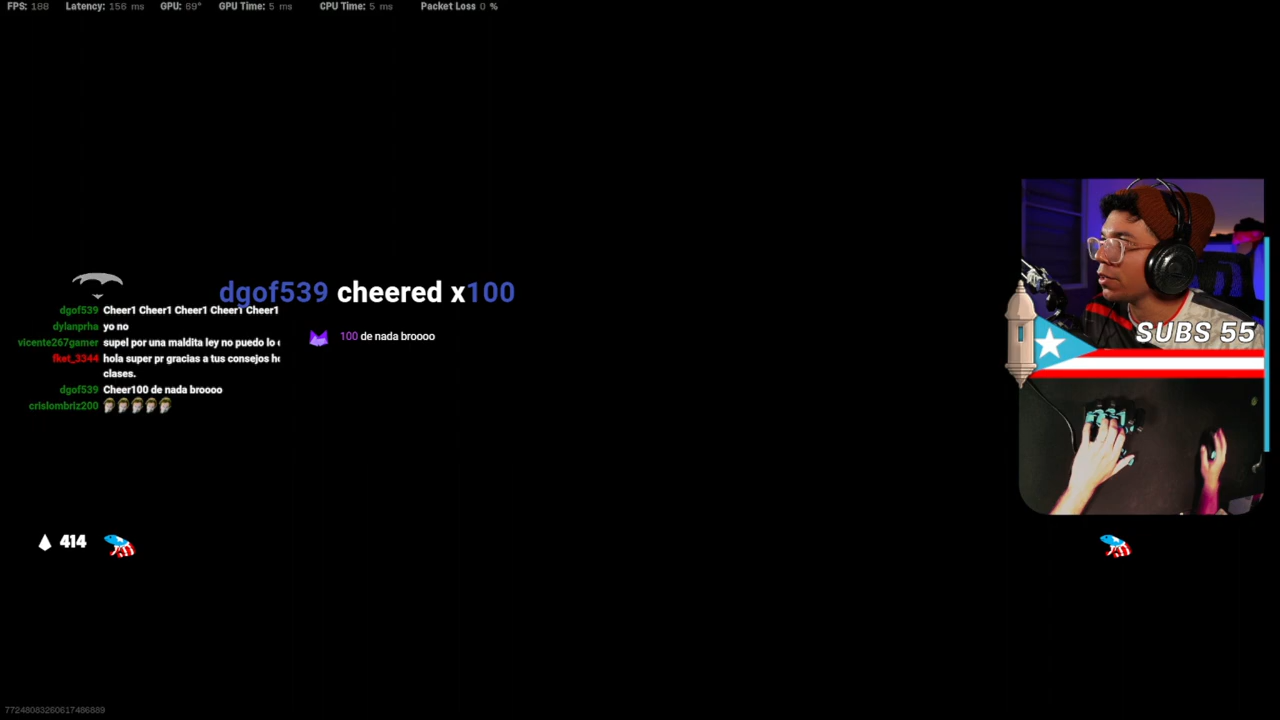 FPS: 188 Latency: 156 ms GPU: 89° GPU Time: 5 ms CPU Time: 5 ms Packet Loss 0 %
dgof539 cheered x100
100 de nada broooo
dgof539 Cheer1 Cheer1 Cheer1 Cheer1 Cheer1
dylanprha yo no
vicente267gamer supel por una maldita ley no puedo lo
fket_3344 hola super pr gracias a tus consejos
clases.
dgof539 Cheer100 de nada broooo
crislombriz200
SUBS 55
414
77248083260617486889